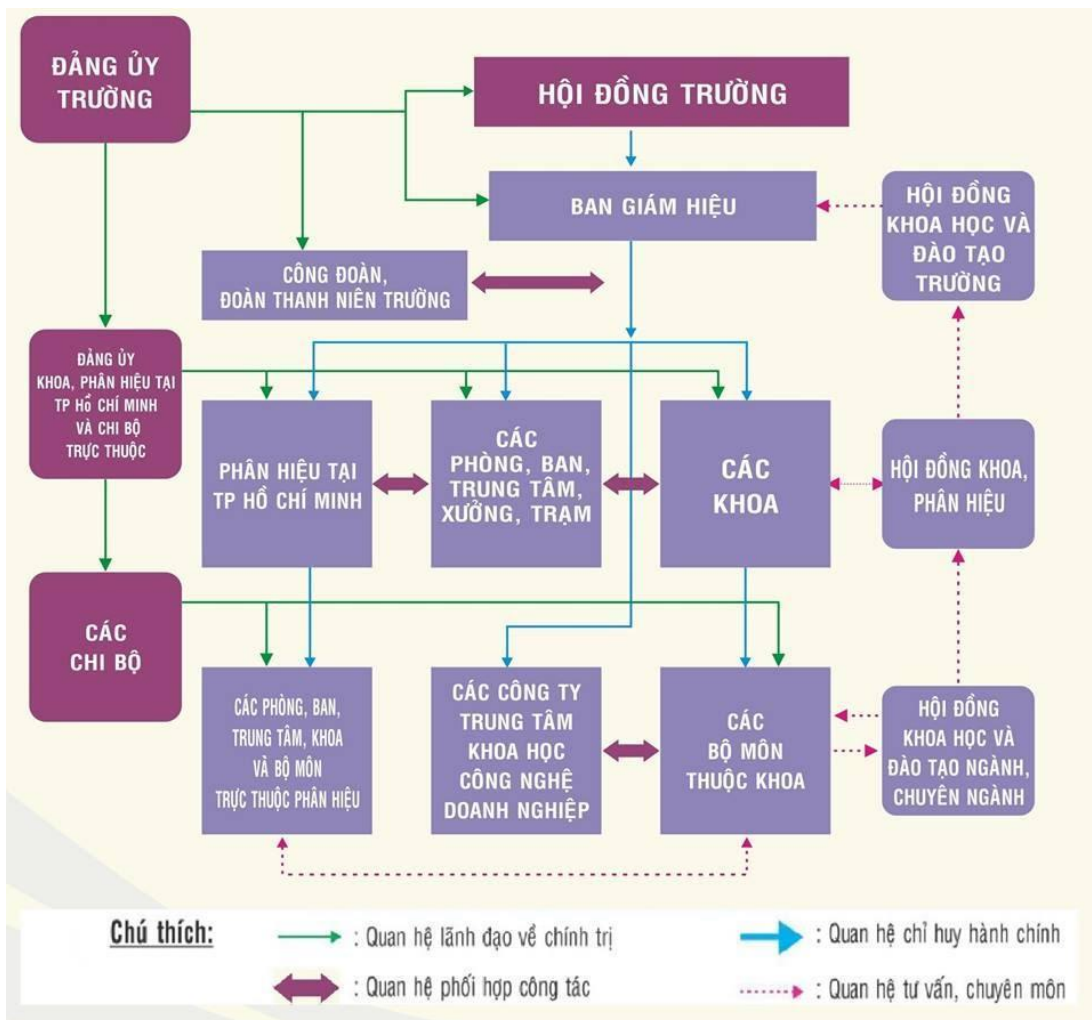 ĐẢNG ỦY
TRƯỜNG
HỘI ĐỒNG TRƯỜNG
BAN GIÁM HIỆU
HỘI ĐỒNG
KHOA HỌC VÀ
ĐÀO TẠO
TRƯỜNG
CÔNG ĐOÀN,
ĐOÀN THANH NIÊN TRƯỜNG
ĐẢNG ỦY
KHOA, PHÂN HIỆU TẠI
TP HỒ CHÍ MINH
VÀ CHI BỘ
TRỰC THUỘC
PHÂN HIỆU TẠI
TP HỒ CHÍ MINH
CÁC
PHÒNG, BAN,
TRUNG TÂM,
XƯỞNG, TRẠM
CÁC
KHOA
HỘI ĐỒNG KHOA,
PHÂN HIỆU
CÁC
CHI BỘ
CÁC PHÒNG, BAN,
TRUNG TÂM, KHOA
VÀ BỘ MÔN
TRỰC THUỘC PHÂN HIỆU
CÁC CÔNG TY
TRUNG TÂM
KHOA HỌC
CÔNG NGHỆ
DOANH NGHIỆP
CÁC
BỘ MÔN
THUỘC KHOA
HỘI ĐỒNG
KHOA HỌC VÀ
ĐÀO TẠO NGÀNH,
CHUYÊN NGÀNH
Chú thích:
: Quan hệ lãnh đạo về chính trị
: Quan hệ chỉ huy hành chính
: Quan hệ phối hợp công tác
: Quan hệ tư vấn, chuyên môn